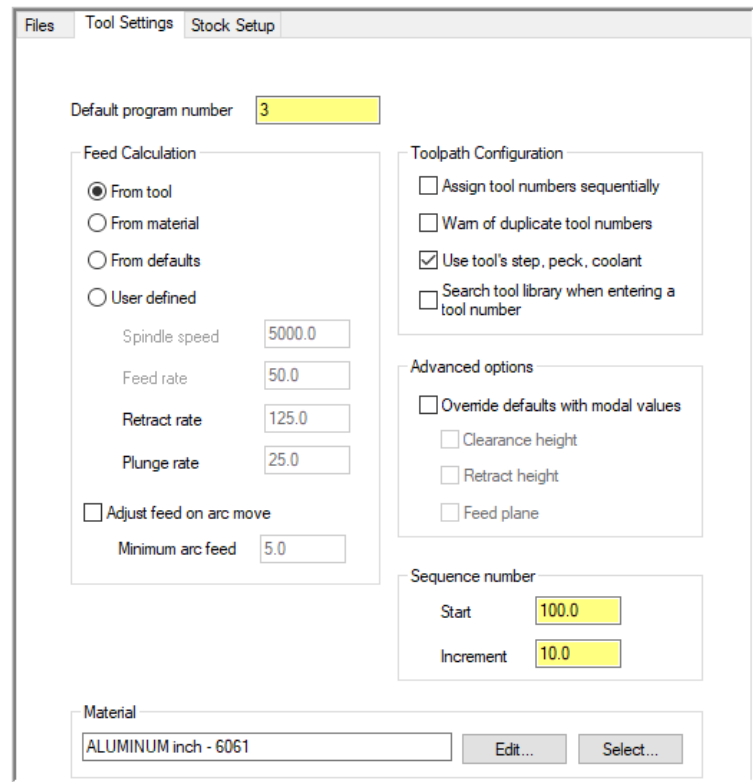 Files Tool Settings Stock Setup
Default program number 3
Feed Calculation
From tool
From material
From defaults
User defined
Spindle speed 5000.0
Feed rate 50.0
Retract rate 125.0
Plunge rate 25.0
Adjust feed on arc move
Minimum arc feed 5.0
Toolpath Configuration
Assign tool numbers sequentially
Warn of duplicate tool numbers
Use tool's step, peck, coolant
Search tool library when entering a
tool number
Advanced options
Override defaults with modal values
Clearance height
Retract height
Feed plane
Sequence number
Start 100.0
Increment 10.0
Material
ALUMINUM inch - 6061 Edit... Select...